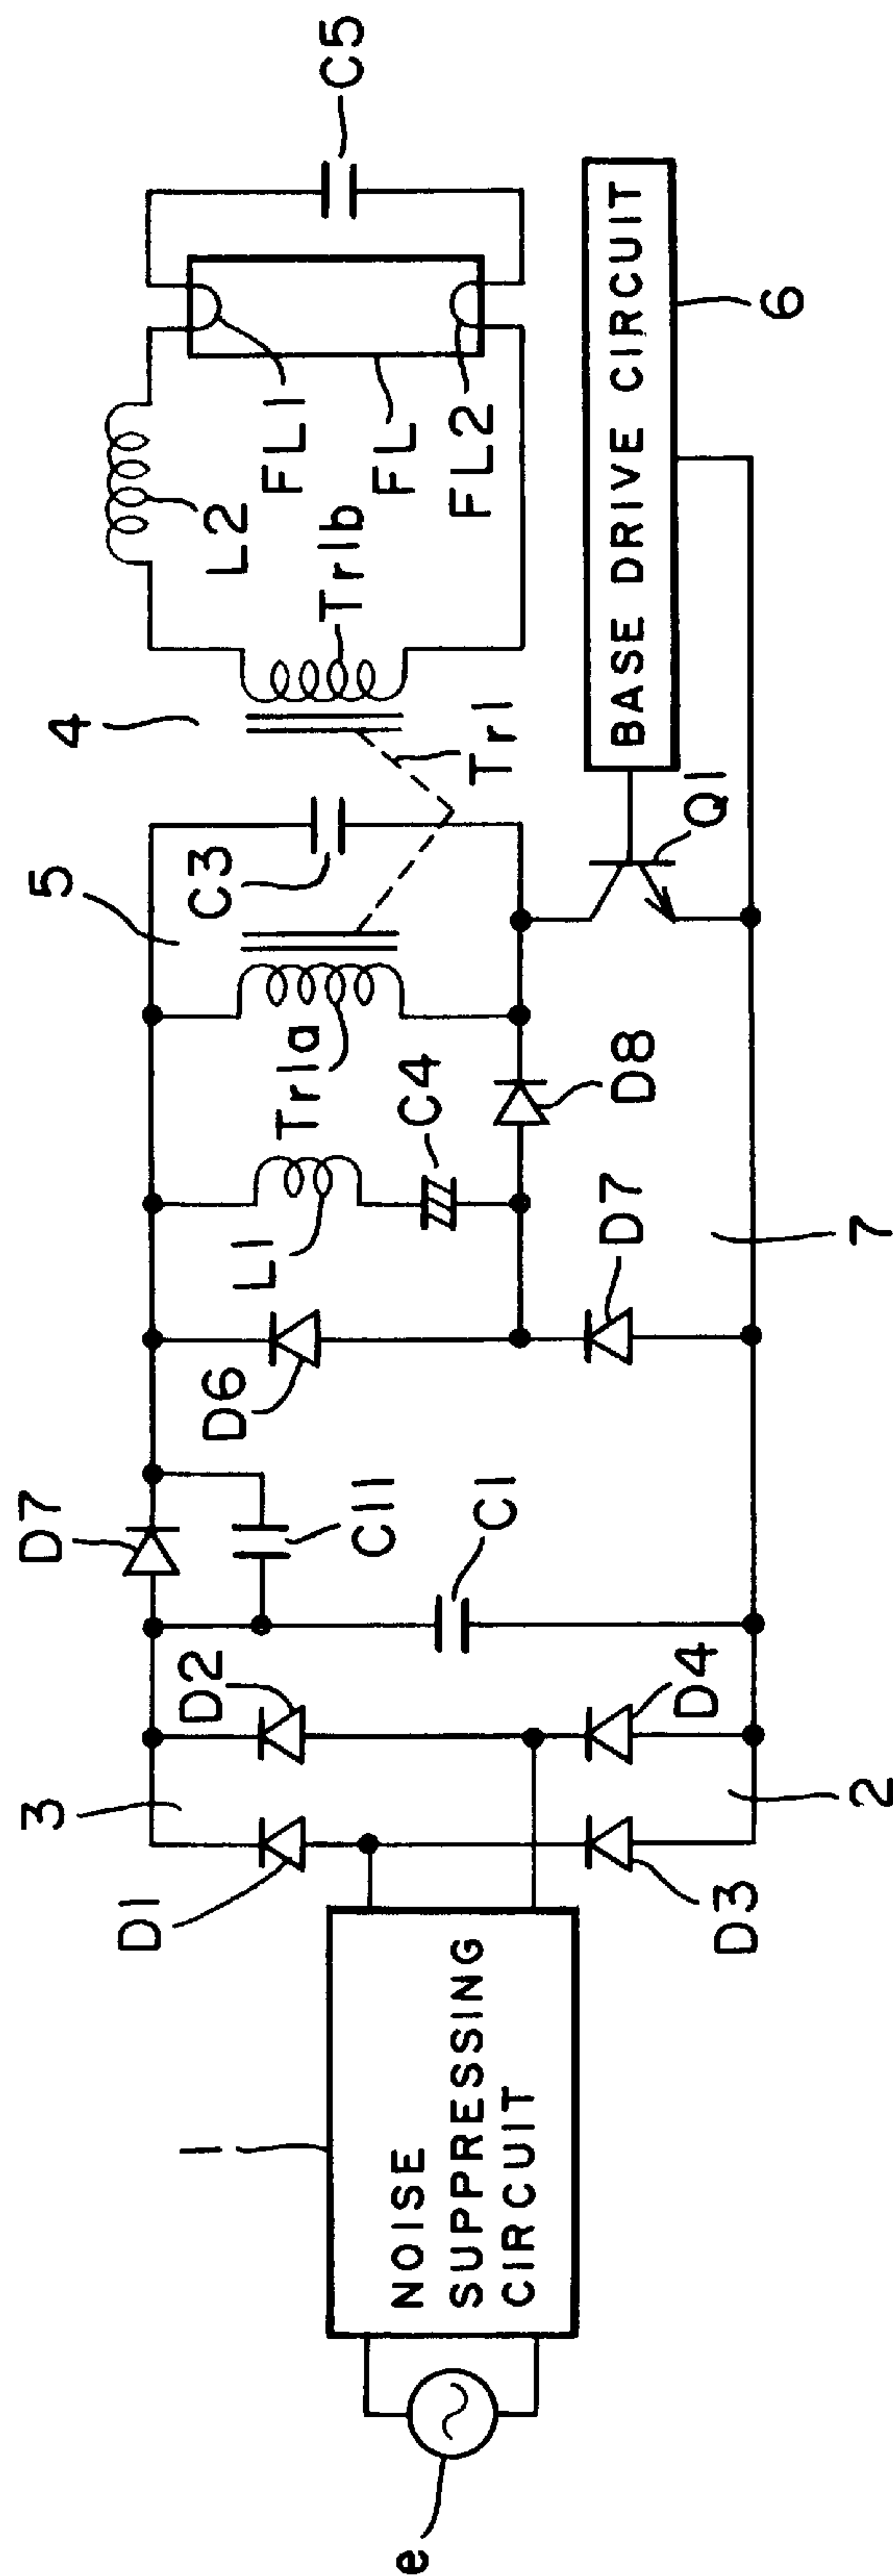 e
1
NOISE
SUPPRESSING
CIRCUIT
D1
3
D2
D3
2
D4
D7
C11
C1
D6
D7
7
L1
C4
D8
Tr1a
5
C3
Q1
Tr1
4
Tr1b
L2
FL1
FL
FL2
C5
BASE DRIVE CIRCUIT
6